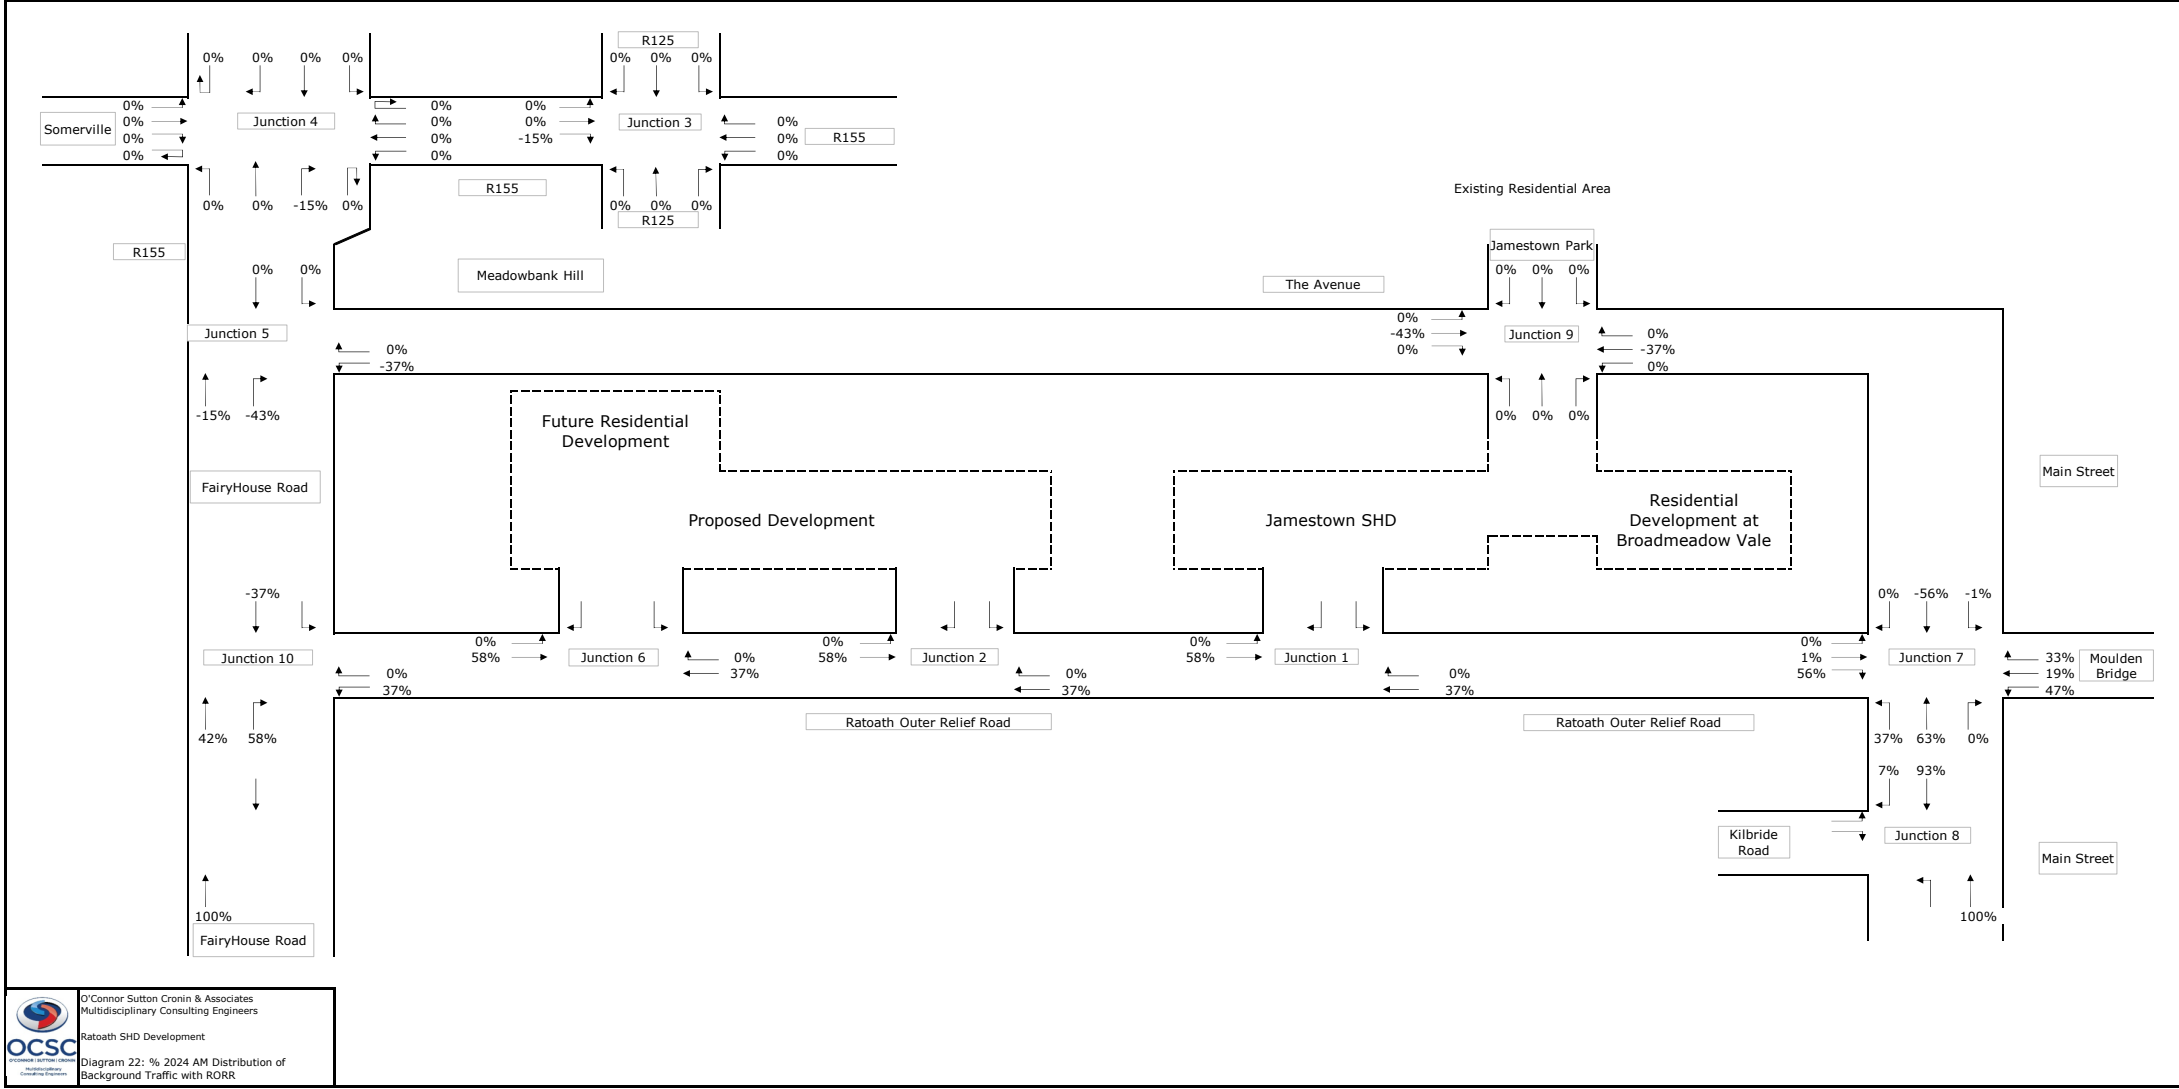 R125
0% 0% 0% 0%
0% 0% 0%
Somerville
0%
0%
0%
0%
Junction 4
0%
0%
0%
0%
0%
0%
-15%
Junction 3
0%
0%
0%
R155
0% 0% -15% 0%
R155
0% 0% 0%
R125
R155
Existing Residential Area
Jamestown Park
0% 0%
Meadowbank Hill
The Avenue
0% 0% 0%
Junction 5
0%
-37%
0%
-43%
0%
Junction 9
0%
-37%
0%
-15% -43%
0% 0% 0%
FairyHouse Road
Future Residential
Development
Proposed Development
Jamestown SHD
Residential
Development at
Broadmeadow Vale
Main Street
-37%
0% -56% -1%
Junction 10
0%
37%
0%
58%
Junction 6
0%
37%
0%
58%
Junction 2
0%
37%
0%
58%
Junction 1
0%
37%
0%
1%
56%
Junction 7
33%
19%
47%
Moulden
Bridge
42% 58%
Ratoath Outer Relief Road
Ratoath Outer Relief Road
37% 63% 0%
7% 93%
Kilbride
Road
Junction 8
Main Street
100%
100%
FairyHouse Road
OCSC
O'CONNOR | SUTTON | CRONIN
Multidisciplinary
Consulting Engineers
O'Connor Sutton Cronin & Associates
Multidisciplinary Consulting Engineers
Ratoath SHD Development
Diagram 22: % 2024 AM Distribution of
Background Traffic with RORR